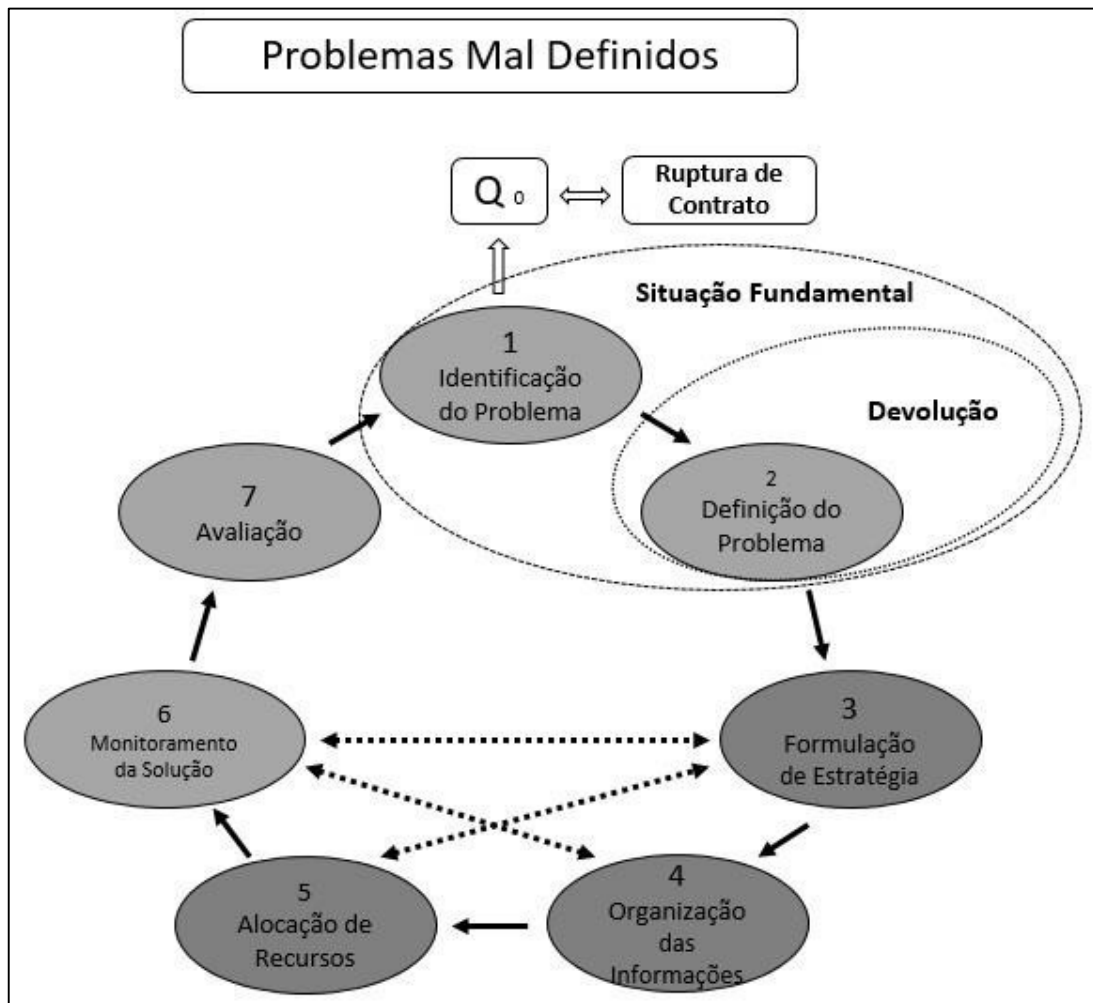 Problemas Mal Definidos
Q 0
Ruptura de
Contrato
Situação Fundamental
1
Identificação
do Problema
Devolução
2
Definição do
Problema
7
Avaliação
3
Formulação
de Estratégia
6
Monitoramento
da Solução
4
Organização
das
Informações
5
Alocação de
Recursos